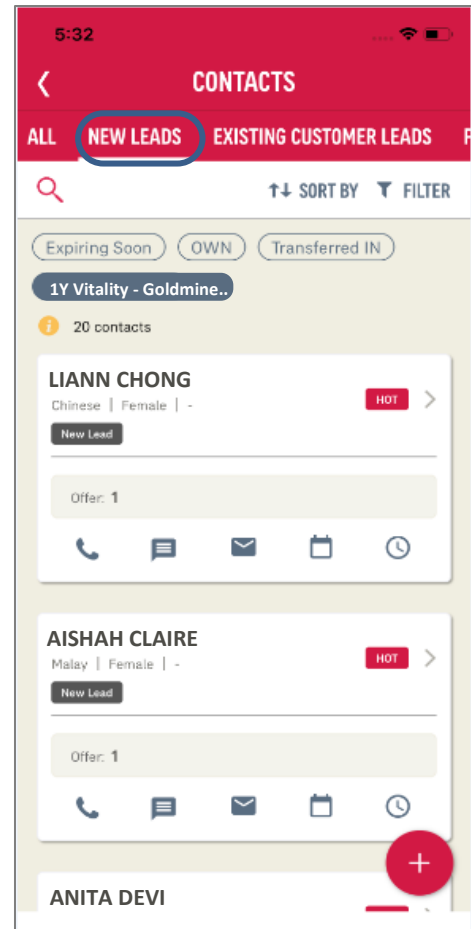 5:32
CONTACTS
ALL NEW LEADS EXISTING CUSTOMER LEADS
SORT BY FILTER
Expiring Soon OWN Transferred IN
1Y Vitality - Goldmine..
20 contacts
LIANN CHONG
Chinese | Female | -
HOT
New Lead
Offer: 1
AISHAH CLAIRE
Malay | Female | -
HOT
New Lead
Offer: 1
ANITA DEVI